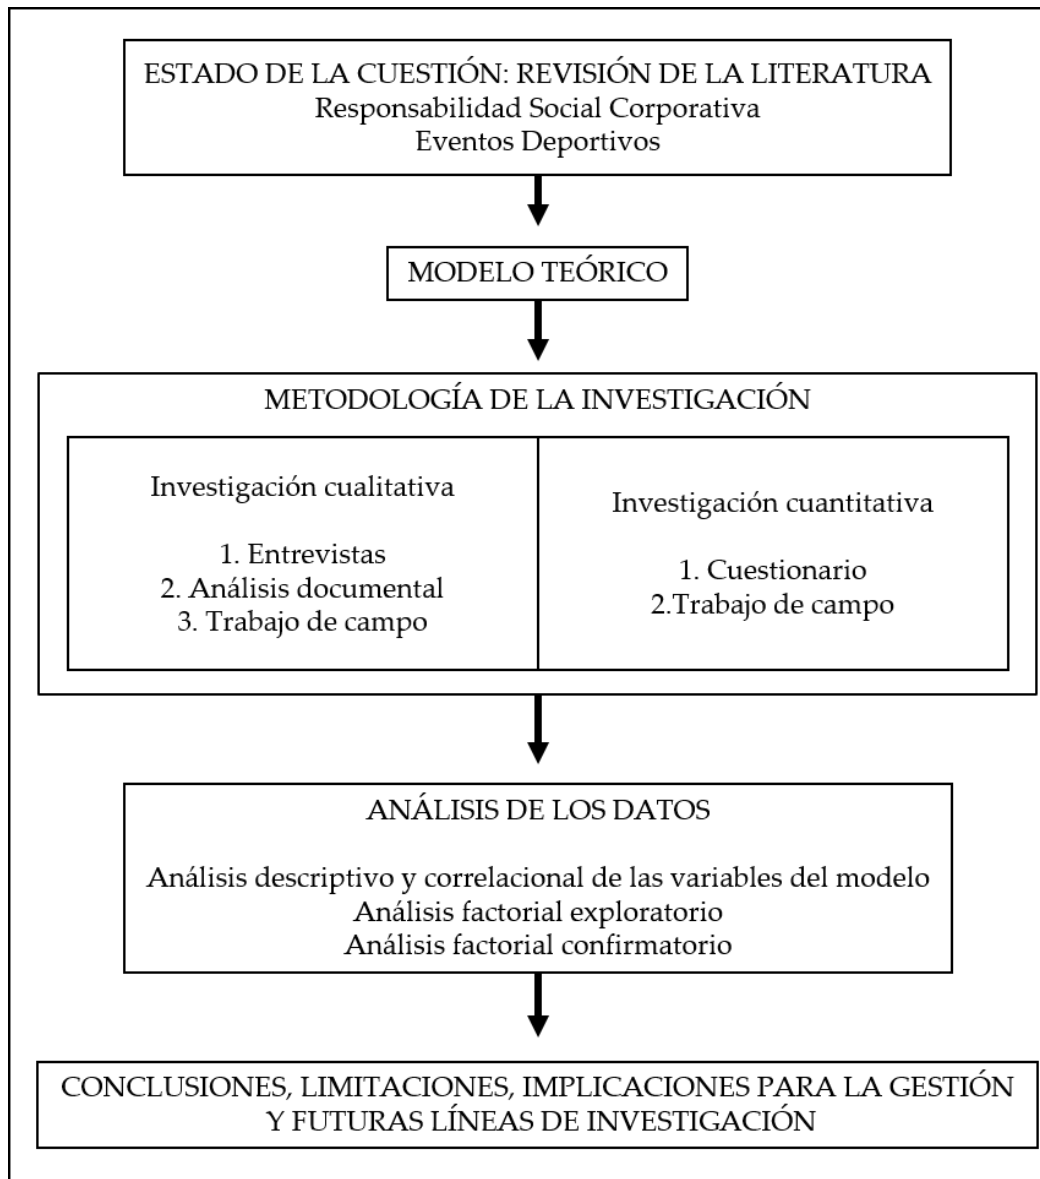 ESTADO DE LA CUESTIÓN: REVISIÓN DE LA LITERATURA
Responsabilidad Social Corporativa
Eventos Deportivos
MODELO TEÓRICO
METODOLOGÍA DE LA INVESTIGACIÓN
Investigación cualitativa
1. Entrevistas
2. Análisis documental
3. Trabajo de campo
Investigación cuantitativa
1. Cuestionario
2.Trabajo de campo
ANÁLISIS DE LOS DATOS
Análisis descriptivo y correlacional de las variables del modelo
Análisis factorial exploratorio
Análisis factorial confirmatorio
CONCLUSIONES, LIMITACIONES, IMPLICACIONES PARA LA GESTIÓN
Y FUTURAS LÍNEAS DE INVESTIGACIÓN